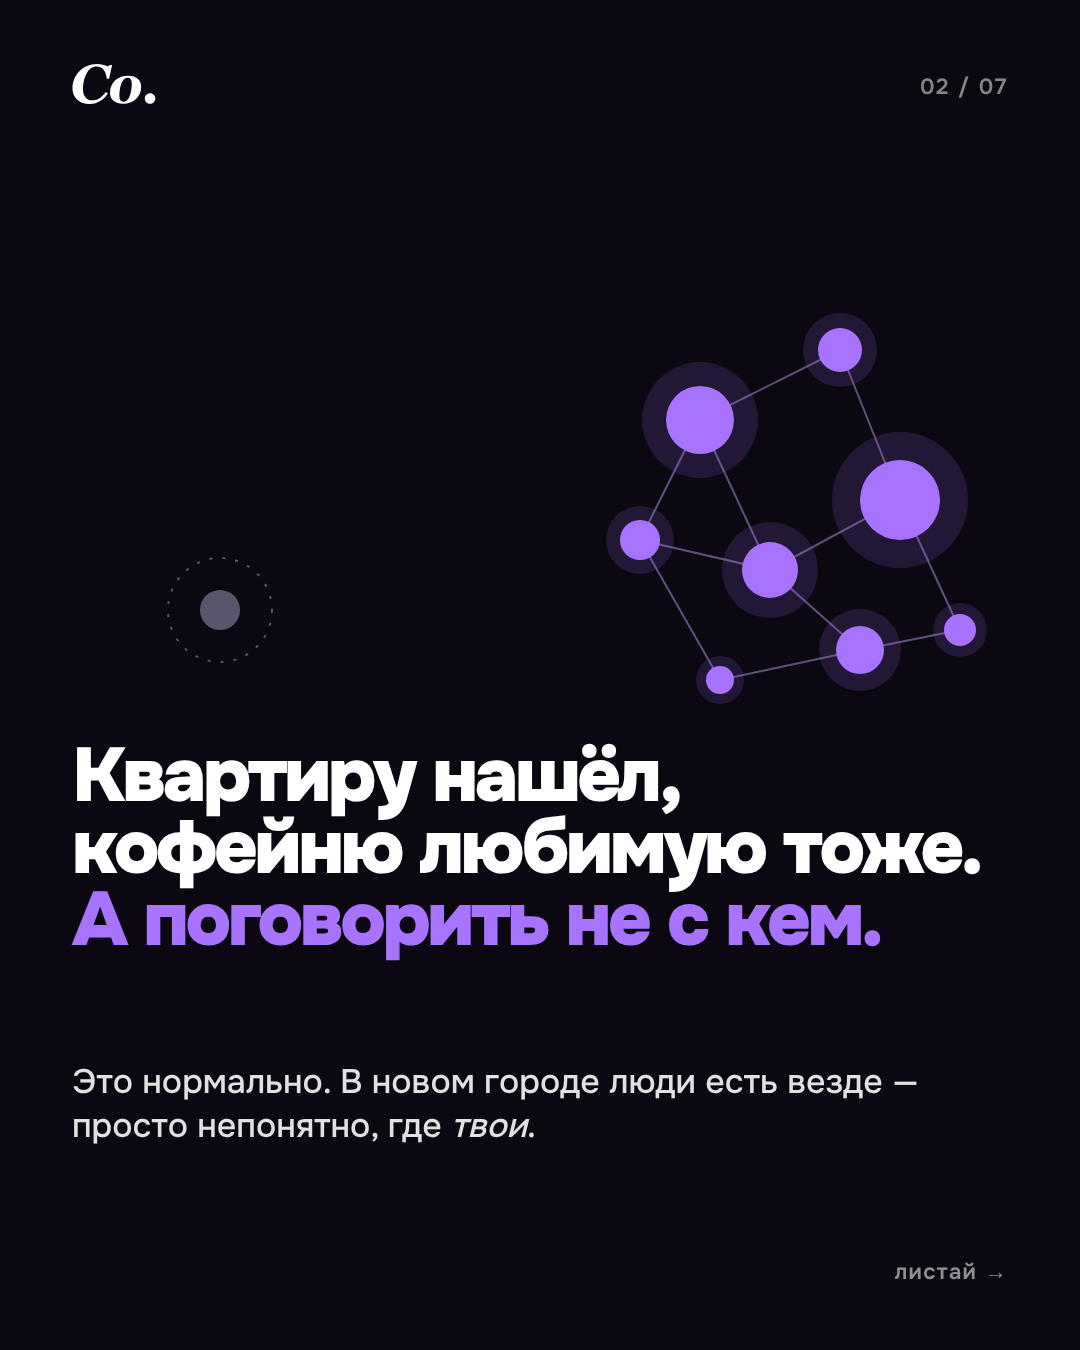 Co.
02 / 07
Квартиру нашёл,
кофейню любимую тоже.
А поговорить не с кем.
Это нормально. В новом городе люди есть везде —
просто непонятно, где твои.
листай →